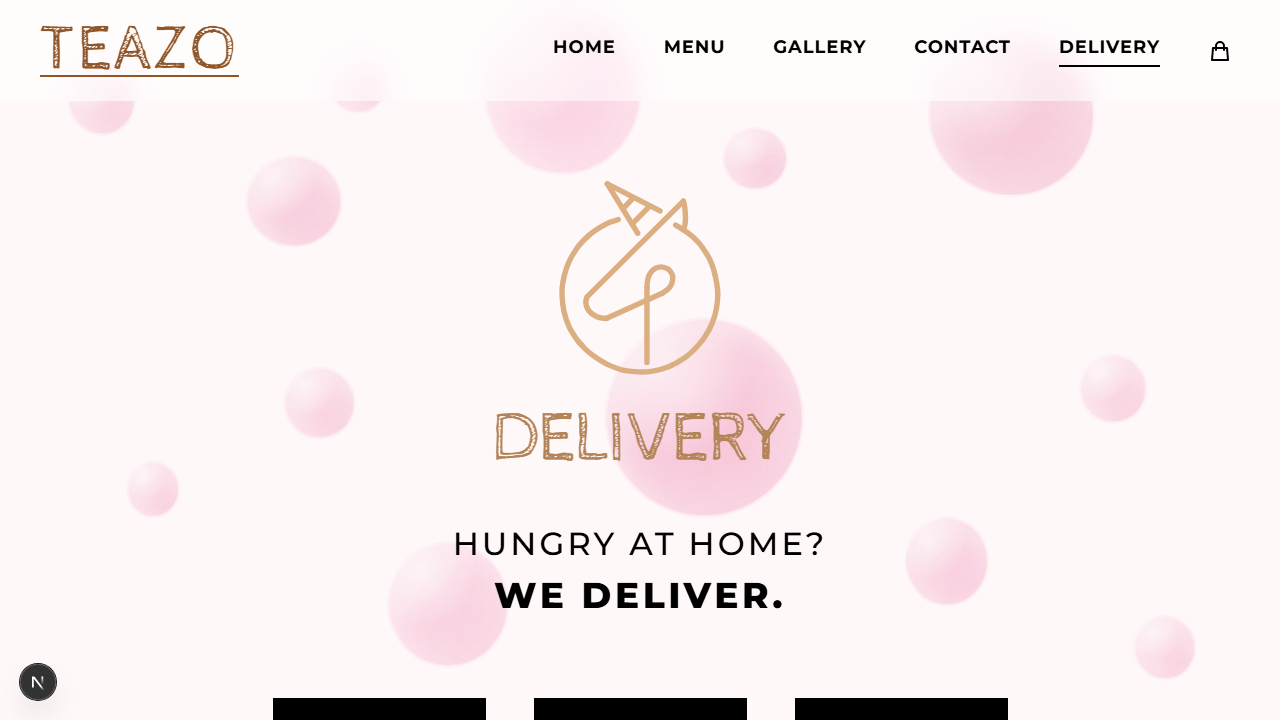 TEAZO
HOME
MENU
GALLERY
CONTACT
DELIVERY
DELIVERY
HUNGRY AT HOME?
WE DELIVER.
N